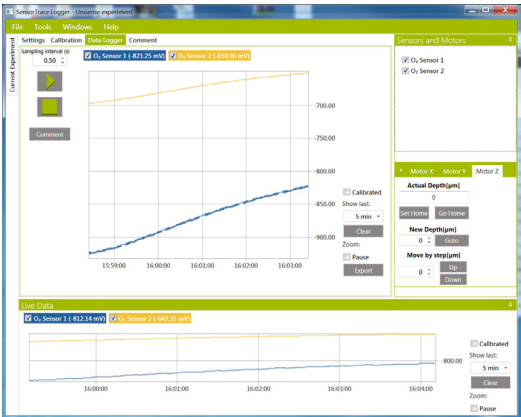 SensorTrace Logger - Unisense experiment
File Tools Windows Help
Current Experiment
Settings Calibration Data Logger Comment
Sampling interval (s)
0.50
Comment
O₂ Sensor 1 (-821.25 mV) O₂ Sensor 2 (-650.90 mV)
-700.00
-750.00
-800.00
-850.00
-900.00
15:59:00 16:00:00 16:01:00 16:02:00 16:03:00
Calibrated
Show last:
5 min
Clear
Zoom:
Pause
Export
Sensors and Motors
O₂ Sensor 1
O₂ Sensor 2
Motor X Motor Y Motor Z
Actual Depth[µm]
0
Set Home Go Home
New Depth[µm]
0 Goto
Move by step[µm]
0 Up
Down
Live Data
O₂ Sensor 1 (-812.14 mV) O₂ Sensor 2 (-647.35 mV)
-800.00
16:00:00 16:01:00 16:02:00 16:03:00 16:04:00
Calibrated
Show last:
5 min
Clear
Zoom:
Pause